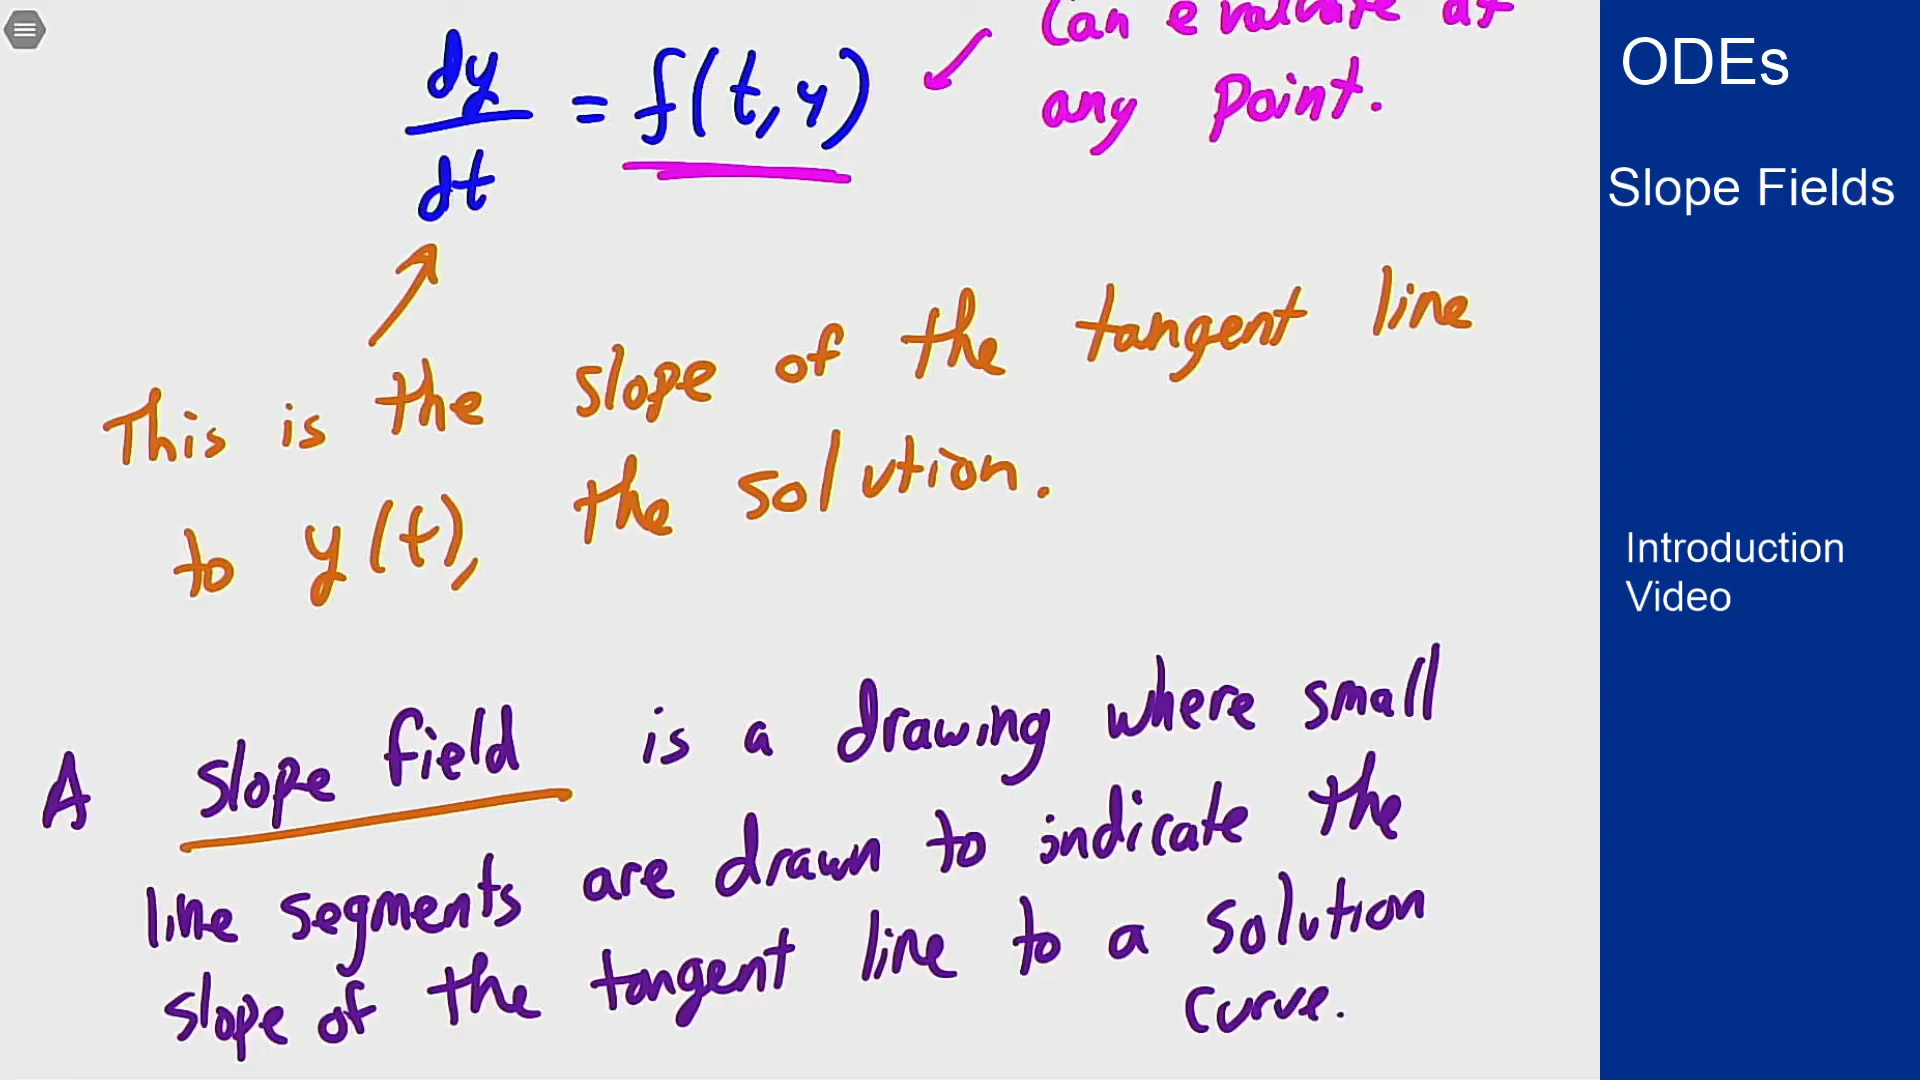 Can evaluate at
any point.
dy/dt = f(t,y)
This is the slope of the tangent line
to y(t), the solution.
A slope field is a drawing where small
line segments are drawn to indicate the
slope of the tangent line to a solution
curve.
ODEs
Slope Fields
Introduction
Video